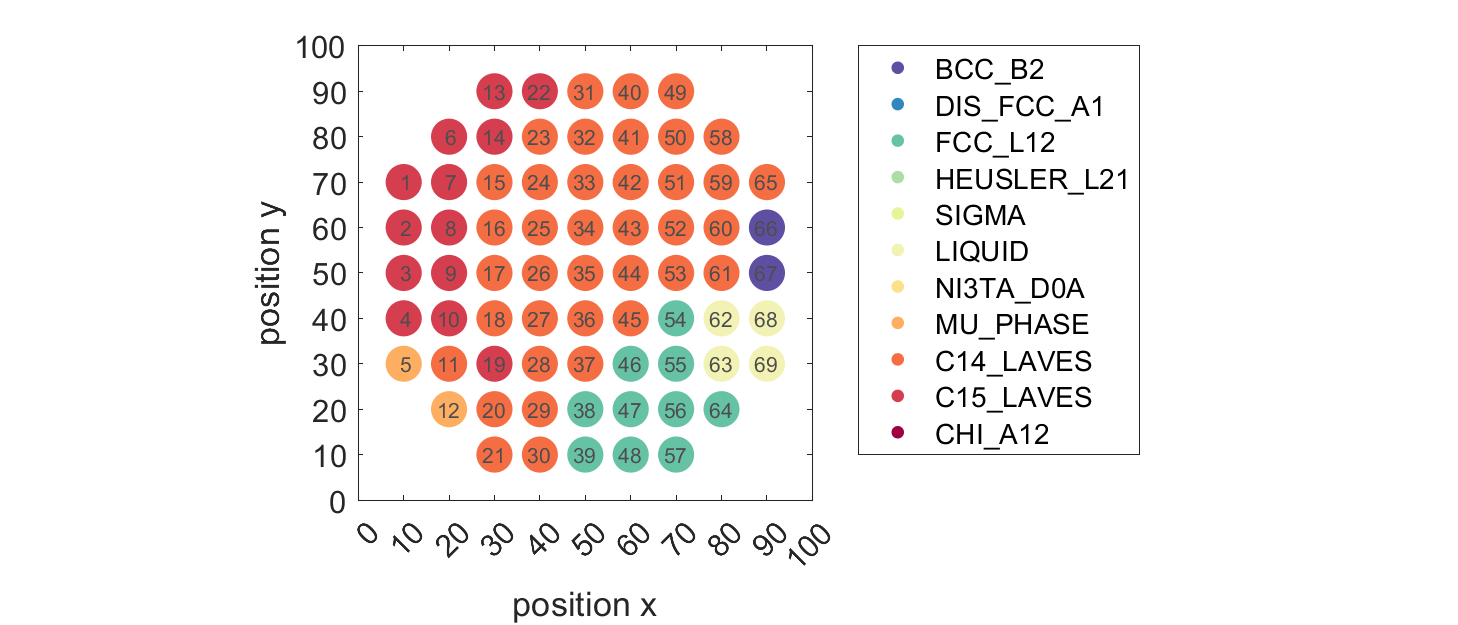 100
90
80
70
60
50
40
30
20
10
0
13 22 31 40 49
6 14 23 32 41 50 58
1 7 15 24 33 42 51 59 65
2 8 16 25 34 43 52 60 66
3 9 17 26 35 44 53 61 67
4 10 18 27 36 45 54 62 68
5 11 19 28 37 46 55 63 69
12 20 29 38 47 56 64
21 30 39 48 57
0 10 20 30 40 50 60 70 80 90 100
position x
position y
BCC_B2
DIS_FCC_A1
FCC_L12
HEUSLER_L21
SIGMA
LIQUID
NI3TA_D0A
MU_PHASE
C14_LAVES
C15_LAVES
CHI_A12